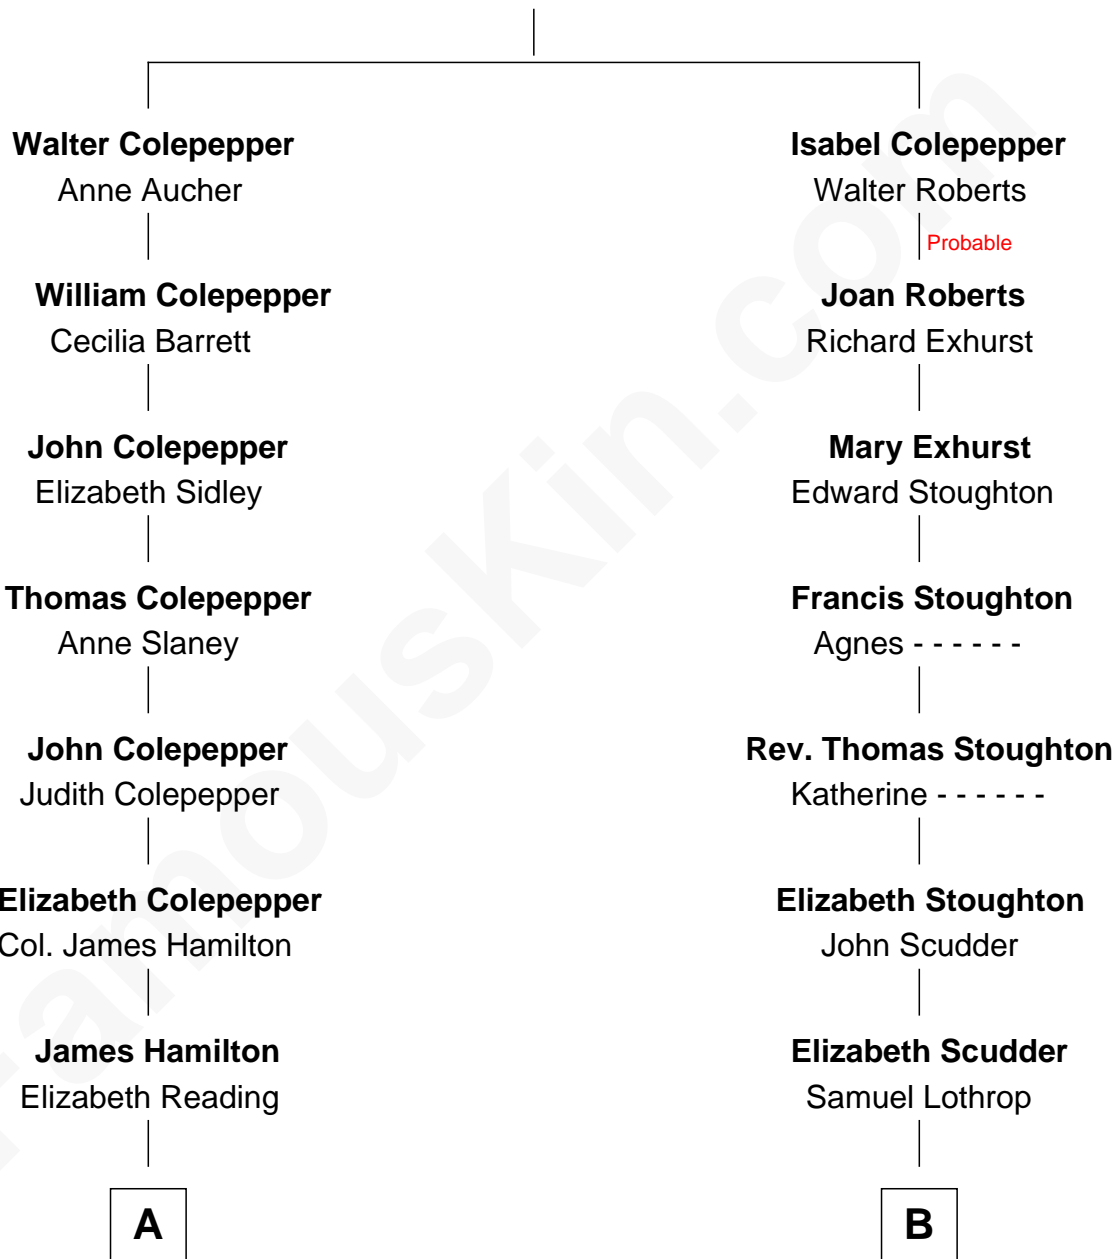 Walter Colepepper
Anne Aucher
William Colepepper
Cecilia Barrett
John Colepepper
Elizabeth Sidley
Thomas Colepepper
Anne Slaney
John Colepepper
Judith Colepepper
Elizabeth Colepepper
Col. James Hamilton
James Hamilton
Elizabeth Reading
A
Isabel Colepepper
Walter Roberts
Probable
Joan Roberts
Richard Exhurst
Mary Exhurst
Edward Stoughton
Francis Stoughton
Agnes - - - - - -
Rev. Thomas Stoughton
Katherine - - - - - -
Elizabeth Stoughton
John Scudder
Elizabeth Scudder
Samuel Lothrop
B
FamousKin.com